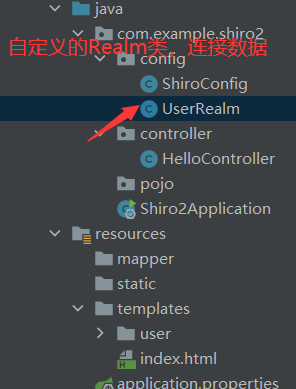 java
com.example.shiro2
自定义的Realm类，连接数据
config
ShiroConfig
UserRealm
controller
HelloController
pojo
Shiro2Application
resources
mapper
static
templates
user
index.html
application.properties